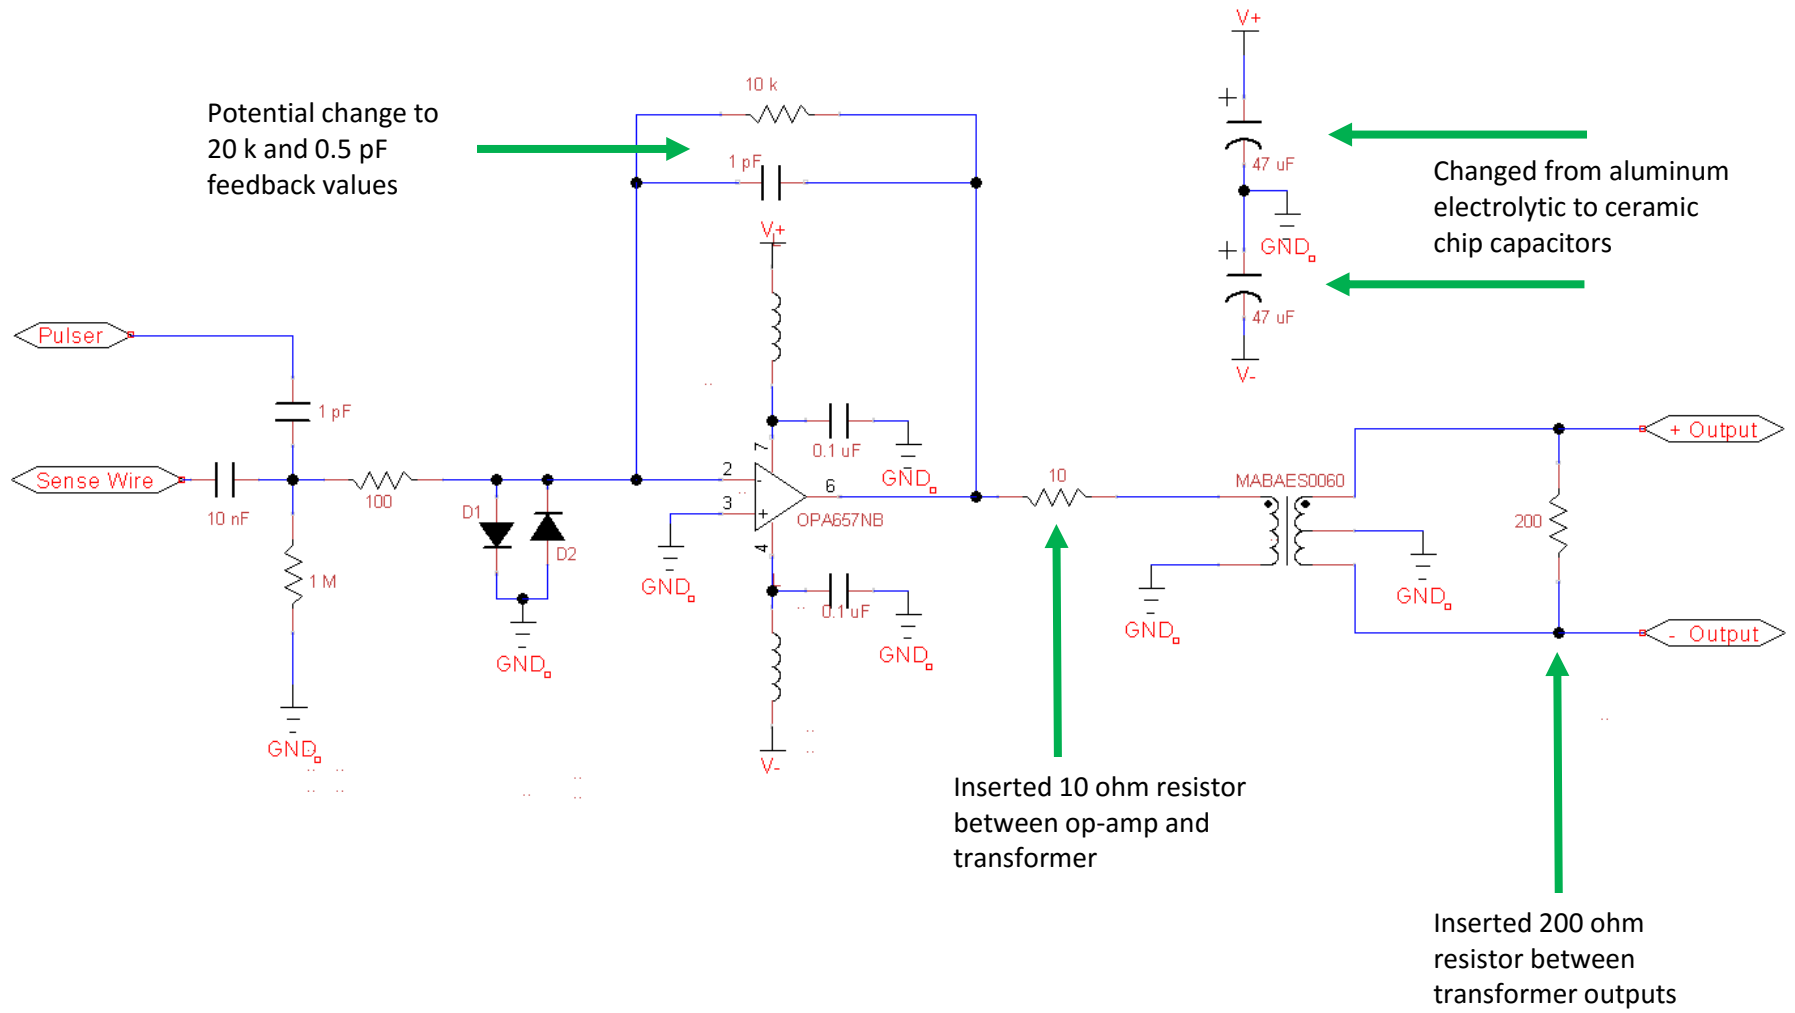 V+
10 k
Potential change to
20 k and 0.5 pF
feedback values
1 pF
+
47 uF
Changed from aluminum
electrolytic to ceramic
chip capacitors
V+
GND
+
47 uF
V-
Pulser
1 pF
Sense Wire
10 nF
100
1 M
GND
D1
D2
GND
2
-
3
+
7
4
6
OPA657NB
GND
0.1 uF
GND
0.1 uF
GND
V-
10
MABAES0060
GND
GND
200
+ Output
- Output
Inserted 10 ohm resistor
between op-amp and
transformer
Inserted 200 ohm
resistor between
transformer outputs